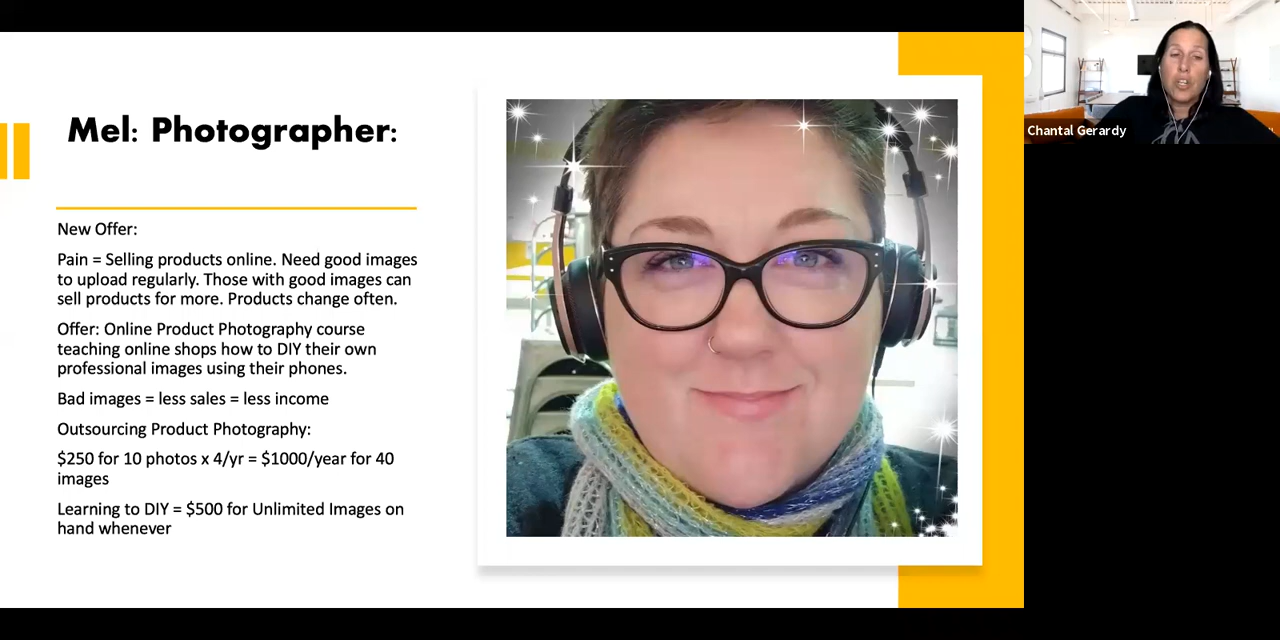 Mel: Photographer:
New Offer:
Pain = Selling products online. Need good images
to upload regularly. Those with good images can
sell products for more. Products change often.
Offer: Online Product Photography course
teaching online shops how to DIY their own
professional images using their phones.
Bad images = less sales = less income
Outsourcing Product Photography:
$250 for 10 photos x 4/yr = $1000/year for 40
images
Learning to DIY = $500 for Unlimited Images on
hand whenever
Chantal Gerardy